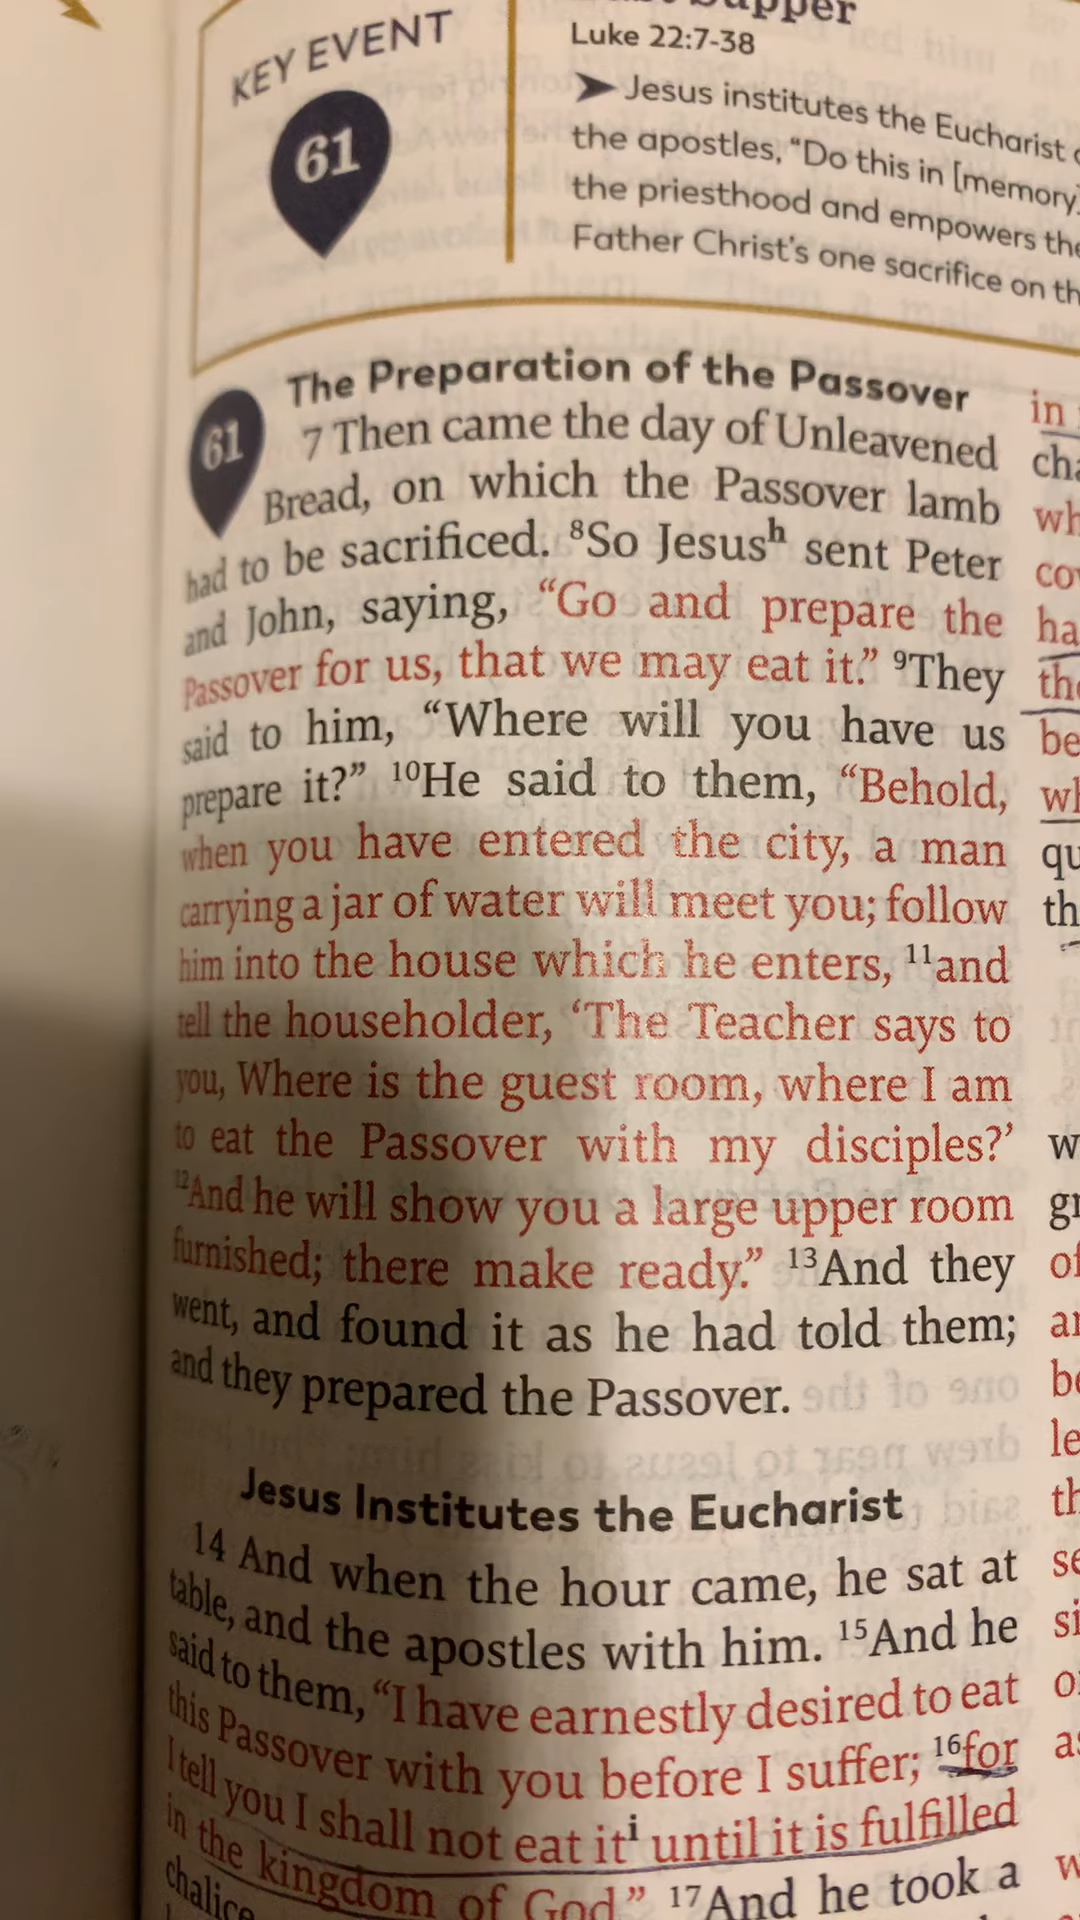 KEY EVENT
61
Supper
Luke 22:7-38
➤ Jesus institutes the Eucharist
the apostles, “Do this in [memory]
the priesthood and empowers the
Father Christ's one sacrifice on
The Preparation of the Passover
61
7 Then came the day of Unleavened
Bread, on which the Passover lamb
had to be sacrificed. ⁸So Jesusʰ sent Peter
and John, saying, “Go and prepare the
Passover for us, that we may eat it.” ⁹They
said to him, “Where will you have us
prepare it?” ¹⁰He said to them, “Behold,
when you have entered the city, a man
carrying a jar of water will meet you; follow
him into the house which he enters, ¹¹and
tell the householder, ‘The Teacher says to
you, Where is the guest room, where I am
to eat the Passover with my disciples?’
¹²And he will show you a large upper room
furnished; there make ready.” ¹³And they
went, and found it as he had told them;
and they prepared the Passover.
Jesus Institutes the Eucharist
14 And when the hour came, he sat at
table, and the apostles with him. ¹⁵And he
said to them, “I have earnestly desired to eat
this Passover with you before I suffer; ¹⁶for
I tell you I shall not eat itⁱ until it is fulfilled
in the kingdom of God.” ¹⁷And he took a
chalice
in